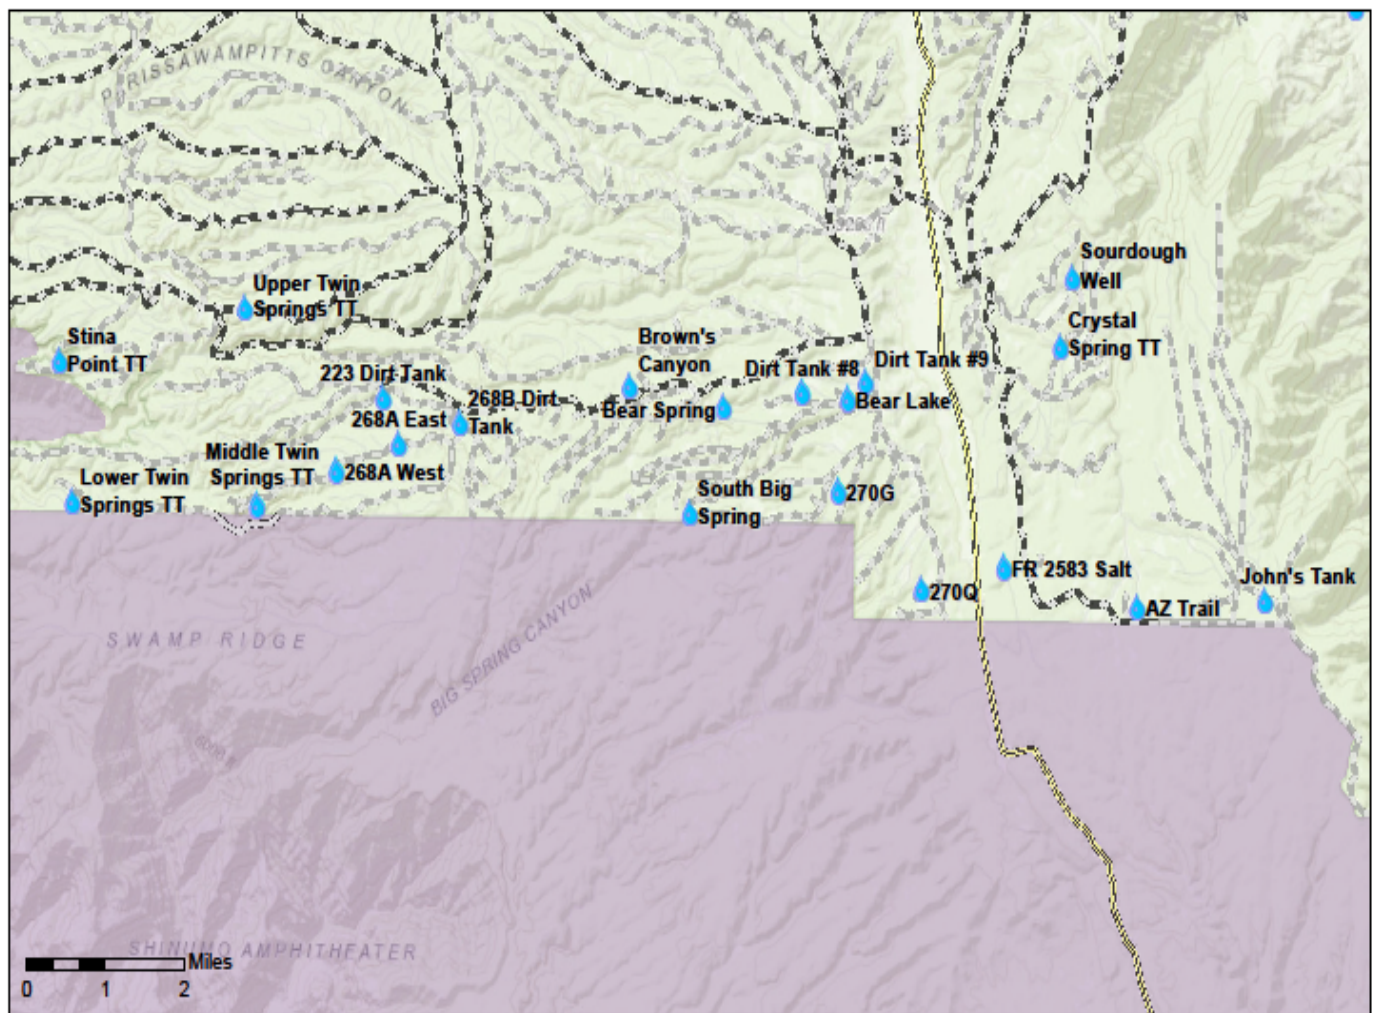 PARISSAWAMPITTS CANYON
B PLATEAU
N
Sourdough
Well
Upper Twin
Springs TT
Crystal
Spring TT
Stina
Point TT
Brown's
Canyon
223 Dirt Tank
Dirt Tank #8
Dirt Tank #9
268B Dirt
Tank
Bear Spring
Bear Lake
268A East
Middle Twin
Springs TT
268A West
Lower Twin
Springs TT
South Big
Spring
270G
FR 2583 Salt
270Q
AZ Trail
John's Tank
BIG SPRING CANYON
SWAMP RIDGE
SHINUMO AMPHITHEATER
Miles
0 1 2